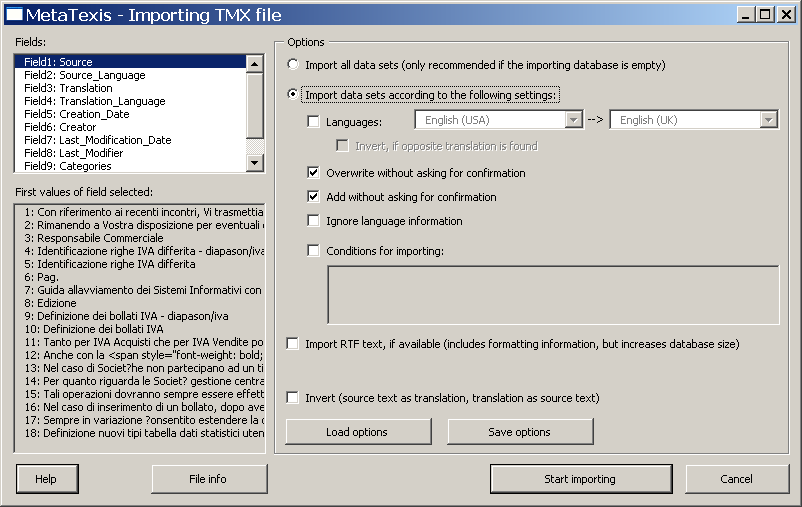 MetaTexis - Importing TMX file
Fields:
Field1: Source
Field2: Source_Language
Field3: Translation
Field4: Translation_Language
Field5: Creation_Date
Field6: Creator
Field7: Last_Modification_Date
Field8: Last_Modifier
Field9: Categories
First values of field selected:
1: Con riferimento ai recenti incontri, Vi trasmettia
2: Rimanendo a Vostra disposizione per eventuali c
3: Responsabile Commerciale
4: Identificazione righe IVA differita - diapason/iva
5: Identificazione righe IVA differita
6: Pag.
7: Guida allavviamento dei Sistemi Informativi con
8: Edizione
9: Definizione dei bollati IVA - diapason/iva
10: Definizione dei bollati IVA
11: Tanto per IVA Acquisti che per IVA Vendite po
12: Anche con la <span style="font-weight: bold;
13: Nel caso di Societ?he non partecipano ad un ti
14: Per quanto riguarda le Societ? gestione centra
15: Tali operazioni dovranno sempre essere effett
16: Nel caso di inserimento di un bollato, dopo ave
17: Sempre in variazione ?onsentito estendere la d
18: Definizione nuovi tipi tabella dati statistici uten
Options
Import all data sets (only recommended if the importing database is empty)
Import data sets according to the following settings:
Languages: English (USA) --> English (UK)
Invert, if opposite translation is found
Overwrite without asking for confirmation
Add without asking for confirmation
Ignore language information
Conditions for importing:
Import RTF text, if available (includes formatting information, but increases database size)
Invert (source text as translation, translation as source text)
Load options Save options
Help File info Start importing Cancel